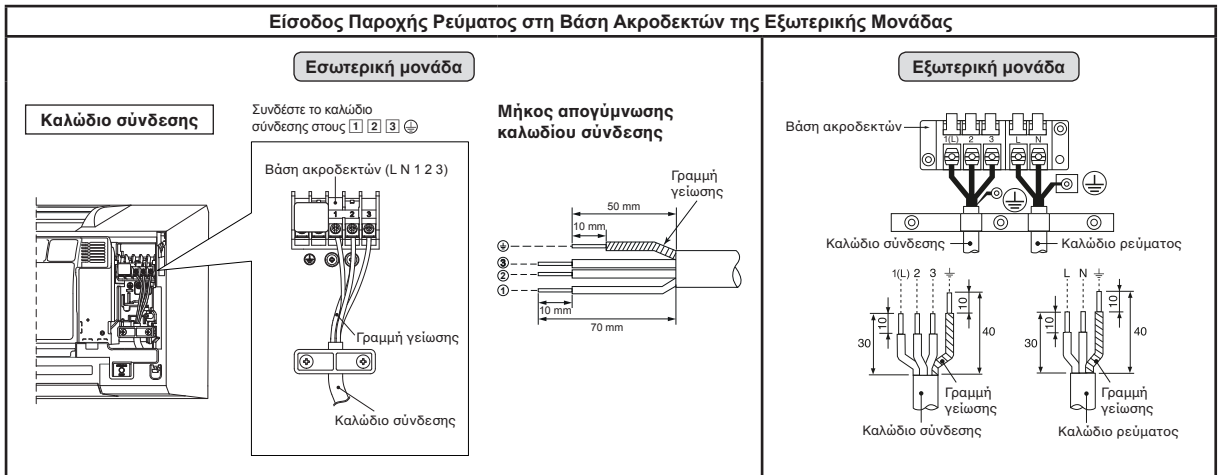 Είσοδος Παροχής Ρεύματος στη Βάση Ακροδεκτών της Εξωτερικής Μονάδας
Εσωτερική μονάδα
Καλώδιο σύνδεσης
Συνδέστε το καλώδιο
σύνδεσης στους 1 2 3 ⏚
Βάση ακροδεκτών (L N 1 2 3)
1 2 3
Γραμμή γείωσης
Καλώδιο σύνδεσης
Μήκος απογύμνωσης
καλωδίου σύνδεσης
Γραμμή
γείωσης
50 mm
10 mm
⏚
③
②
①
10 mm
70 mm
Εξωτερική μονάδα
Βάση ακροδεκτών
1(L) 2 3 L N
Καλώδιο σύνδεσης
Καλώδιο ρεύματος
1(L) 2 3 ⏚
10
10
30
40
Γραμμή
γείωσης
Καλώδιο σύνδεσης
L N ⏚
10
10
30
40
Γραμμή
γείωσης
Καλώδιο ρεύματος